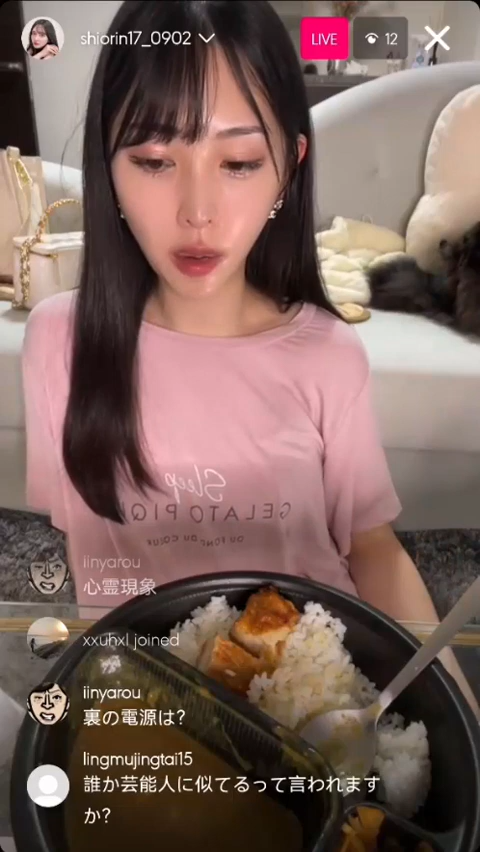 shiorin17_0902
LIVE
12
Sleep
GELATO PIQU
iinyarou
心霊現象
xxuhxl joined
iinyarou
裏の電源は?
lingmujingtai15
誰か芸能人に似てるって言われます
か?